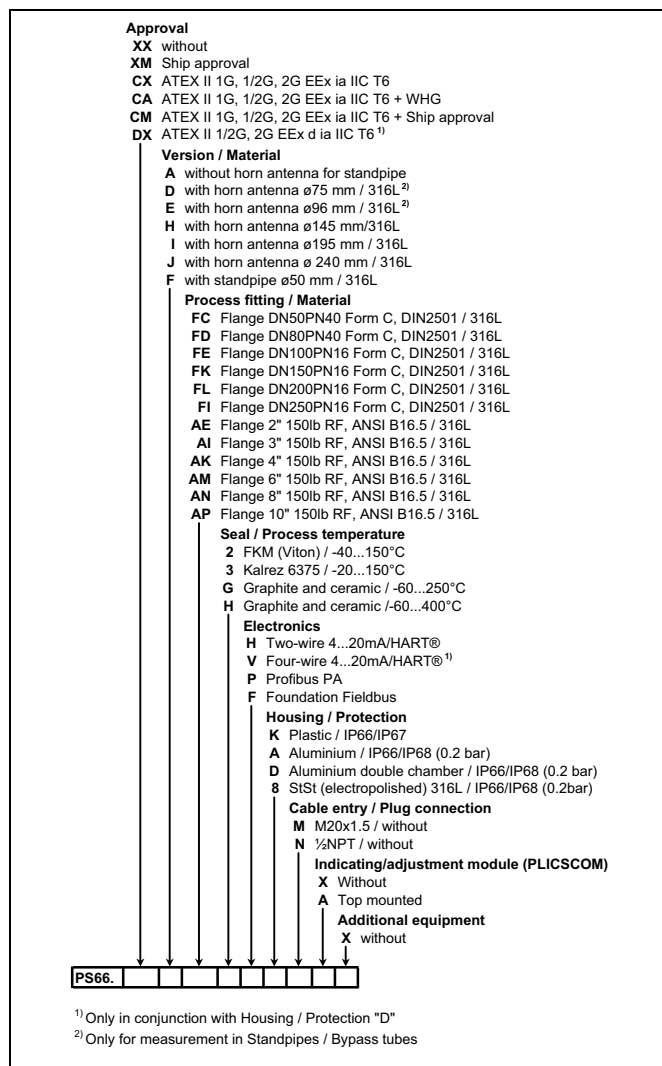 Approval
XX without
XM Ship approval
CX ATEX II 1G, 1/2G, 2G EEx ia IIC T6
CA ATEX II 1G, 1/2G, 2G EEx ia IIC T6 + WHG
CM ATEX II 1G, 1/2G, 2G EEx ia IIC T6 + Ship approval
DX ATEX II 1/2G, 2G EEx d ia IIC T6 1)
Version / Material
A without horn antenna for standpipe
D with horn antenna ø75 mm / 316L 2)
E with horn antenna ø96 mm / 316L 2)
H with horn antenna ø145 mm/316L
I with horn antenna ø195 mm / 316L
J with horn antenna ø 240 mm / 316L
F with standpipe ø50 mm / 316L
Process fitting / Material
FC Flange DN50PN40 Form C, DIN2501 / 316L
FD Flange DN80PN40 Form C, DIN2501 / 316L
FE Flange DN100PN16 Form C, DIN2501 / 316L
FK Flange DN150PN16 Form C, DIN2501 / 316L
FL Flange DN200PN16 Form C, DIN2501 / 316L
FI Flange DN250PN16 Form C, DIN2501 / 316L
AE Flange 2" 150lb RF, ANSI B16.5 / 316L
AI Flange 3" 150lb RF, ANSI B16.5 / 316L
AK Flange 4" 150lb RF, ANSI B16.5 / 316L
AM Flange 6" 150lb RF, ANSI B16.5 / 316L
AN Flange 8" 150lb RF, ANSI B16.5 / 316L
AP Flange 10" 150lb RF, ANSI B16.5 / 316L
Seal / Process temperature
2 FKM (Viton) / -40...150°C
3 Kalrez 6375 / -20...150°C
G Graphite and ceramic / -60...250°C
H Graphite and ceramic /-60...400°C
Electronics
H Two-wire 4...20mA/HART®
V Four-wire 4...20mA/HART® 1)
P Profibus PA
F Foundation Fieldbus
Housing / Protection
K Plastic / IP66/IP67
A Aluminium / IP66/IP68 (0.2 bar)
D Aluminium double chamber / IP66/IP68 (0.2 bar)
8 StSt (electropolished) 316L / IP66/IP68 (0.2bar)
Cable entry / Plug connection
M M20x1.5 / without
N ½NPT / without
Indicating/adjustment module (PLICSCOM)
X Without
A Top mounted
Additional equipment
X without
PS66.
1) Only in conjunction with Housing / Protection "D"
2) Only for measurement in Standpipes / Bypass tubes